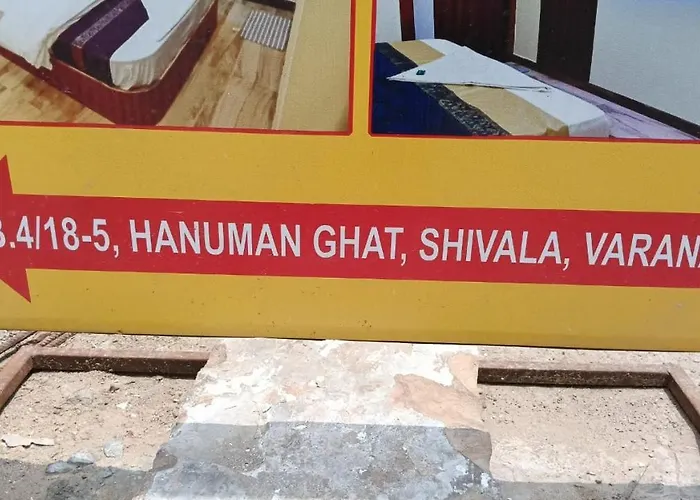 .4/18-5, HANUMAN GHAT, SHIVALA, VARAN